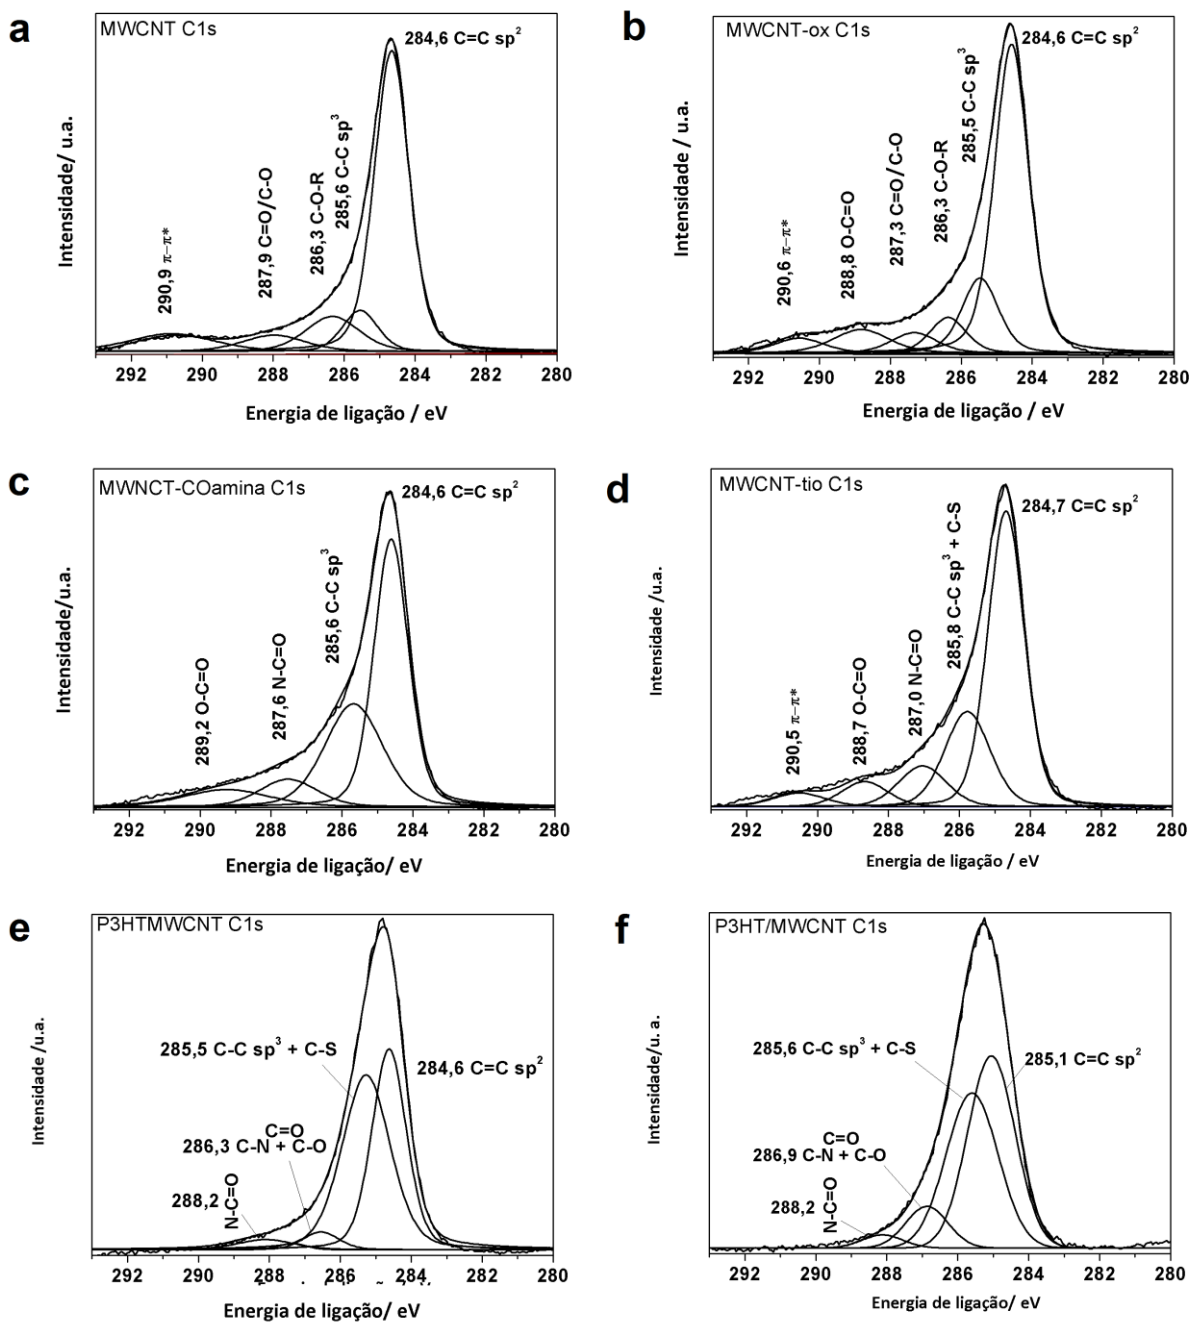 a
MWCNT C1s
284,6 C=C sp²
285,6 C-C sp³
286,3 C-O-R
287,9 C=O/C-O
290,9 π-π*
Intensidade/ u.a.
292 290 288 286 284 282 280
Energia de ligação / eV
b
MWCNT-ox C1s
284,6 C=C sp²
285,5 C-C sp³
286,3 C-O-R
287,3 C=O/C-O
288,8 O-C=O
290,6 π-π*
Intensidade / u.a.
292 290 288 286 284 282 280
Energia de ligação / eV
c
MWNCT-COamina C1s
284,6 C=C sp²
285,6 C-C sp³
287,6 N-C=O
289,2 O-C=O
Intensidade/u.a.
292 290 288 286 284 282 280
Energia de ligação/ eV
d
MWCNT-tio C1s
284,7 C=C sp²
285,8 C-C sp³ + C-S
287,0 N-C=O
288,7 O-C=O
290,5 π-π*
Intensidade / u.a.
292 290 288 286 284 282 280
Energia de ligação / eV
e
P3HTMWCNT C1s
285,5 C-C sp³ + C-S
284,6 C=C sp²
C=O
286,3 C-N + C-O
288,2
N-C=O
Intensidade /u.a.
292 290 288 286 284 282 280
Energia de ligação/ eV
f
P3HT/MWCNT C1s
285,6 C-C sp³ + C-S
285,1 C=C sp²
C=O
286,9 C-N + C-O
288,2
N-C=O
Intensidade/u. a.
292 290 288 286 284 282 280
Energia de ligação/ eV